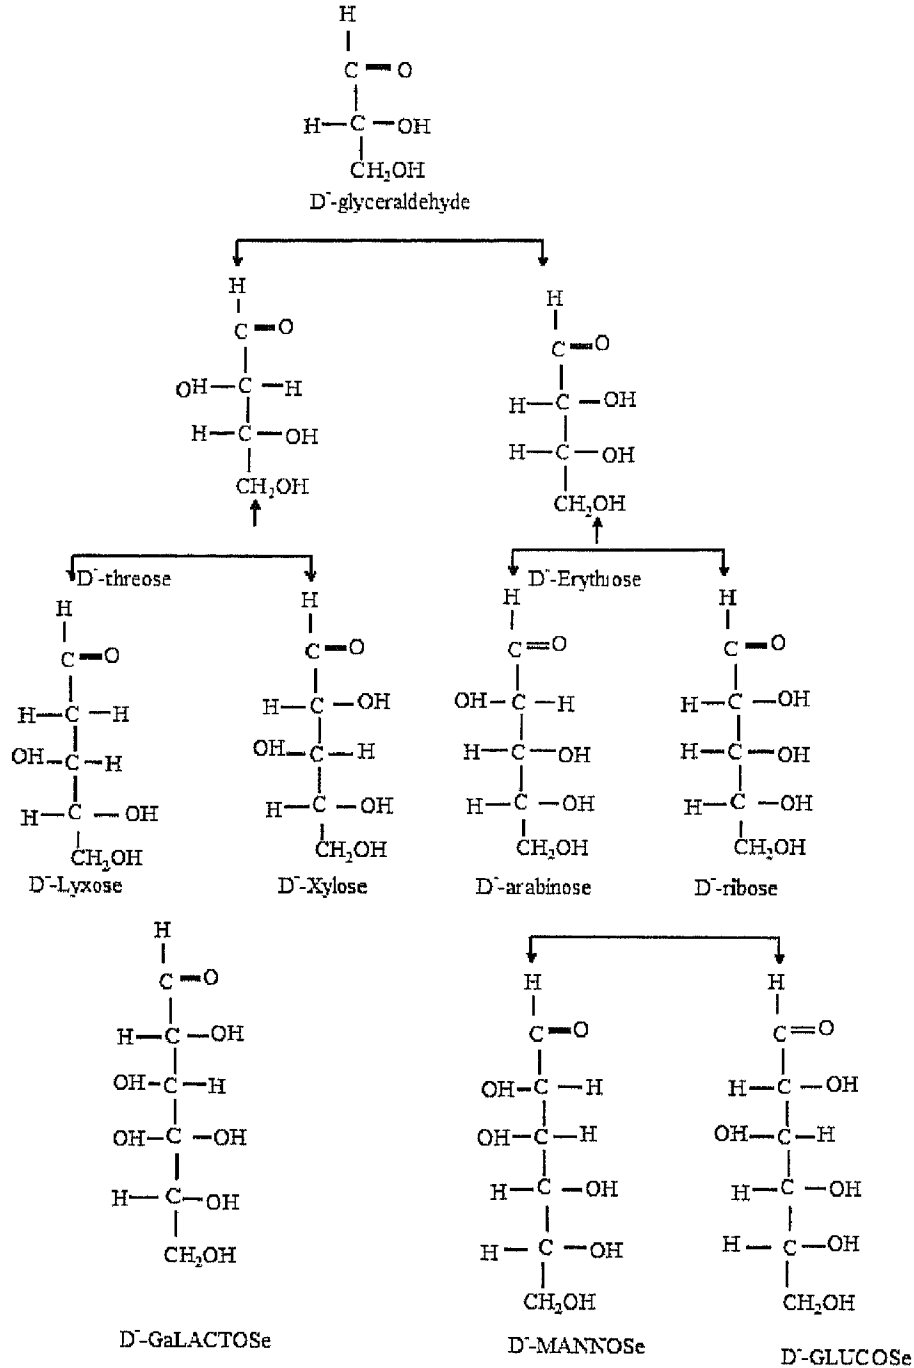 H
C=O
H-C-OH
CH₂OH
D⁻-glyceraldehyde
H
C=O
OH-C-H
H-C-OH
CH₂OH
D⁻-threose
H
C=O
H-C-OH
H-C-OH
CH₂OH
D⁻-Erythrose
H
C=O
H-C-H
OH-C-H
H-C-OH
CH₂OH
D⁻-Lyxose
H
C=O
H-C-OH
OH-C-H
H-C-OH
CH₂OH
D⁻-Xylose
H
C=O
OH-C-H
H-C-OH
H-C-OH
CH₂OH
D⁻-arabinose
H
C=O
H-C-OH
H-C-OH
H-C-OH
CH₂OH
D⁻-ribose
H
C=O
H-C-OH
OH-C-H
OH-C-OH
H-C-OH
CH₂OH
D⁻-GaLACTOSe
H
C=O
OH-C-H
OH-C-H
H-C-OH
H-C-OH
CH₂OH
D⁻-MANNOSe
H
C=O
H-C-OH
OH-C-H
H-C-OH
H-C-OH
CH₂OH
D⁻-GLUCOSe